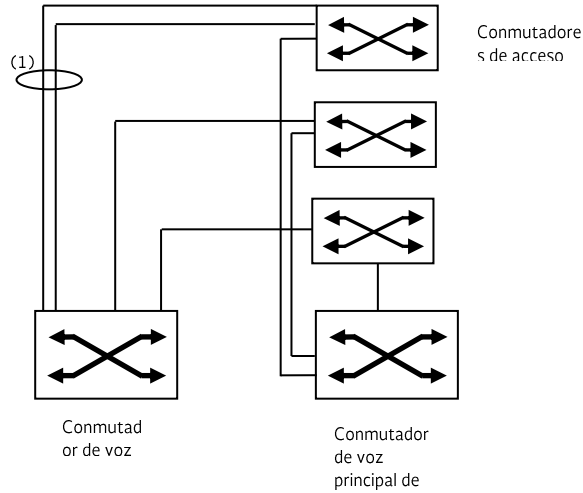 Conmutadore
s de acceso
(1)
Conmutad
or de voz
Conmutador
de voz
principal de